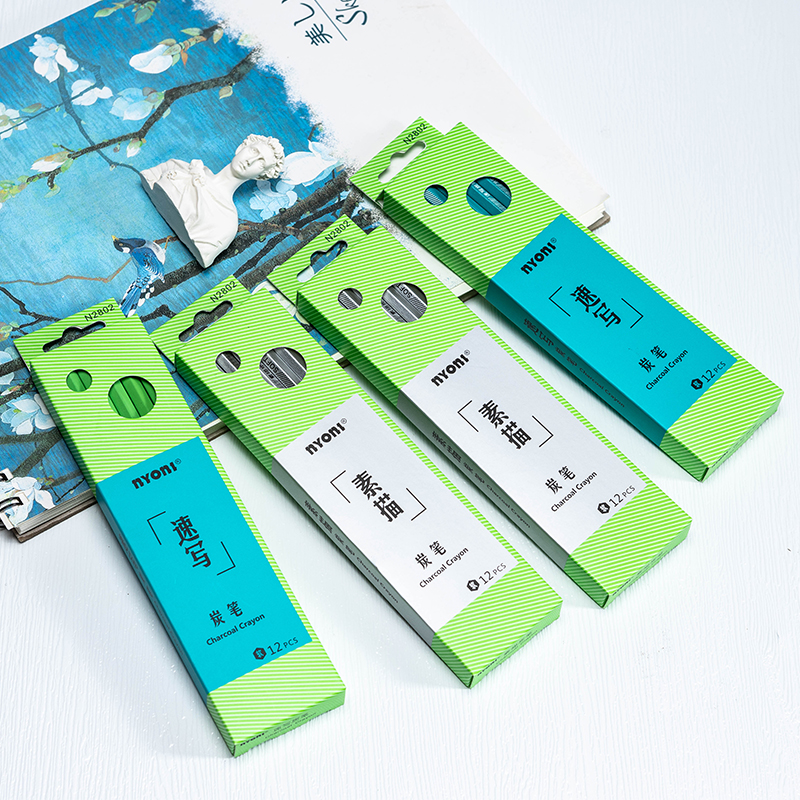 美
N2802
nyoni®
速写
炭笔
Charcoal Crayon
12 PCS
N2802
nyoni®
素描
炭笔
Charcoal Crayon
12 PCS
N2802
nyoni®
素描
炭笔
Charcoal Crayon
12 PCS
N2802
nyoni®
速写
炭笔
Charcoal Crayon
12 PCS